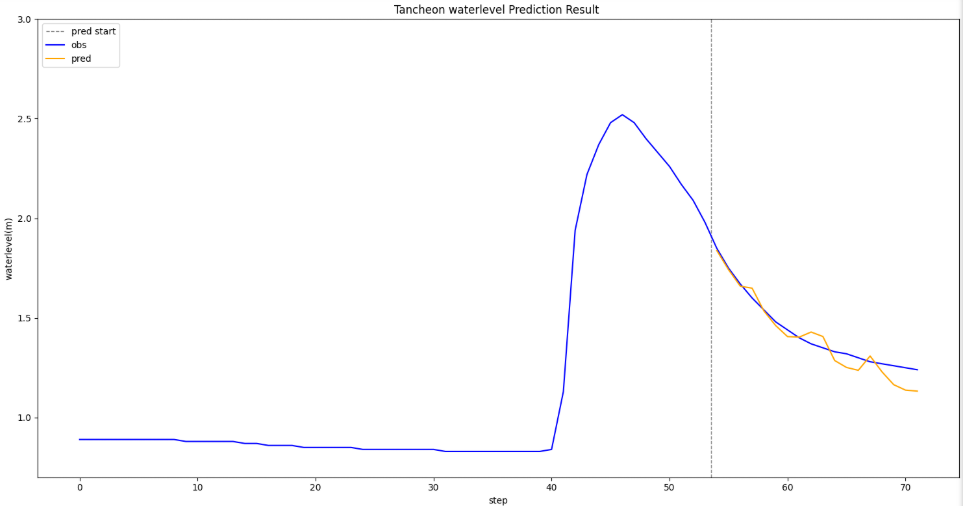 Tancheon waterlevel Prediction Result
pred start
obs
pred
3.0
2.5
2.0
1.5
1.0
waterlevel(m)
0 10 20 30 40 50 60 70
step